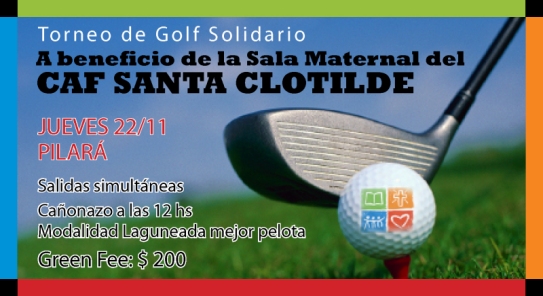 Torneo de Golf Solidario
A beneficio de la Sala Maternal del
CAF SANTA CLOTILDE
JUEVES 22/11
PILARÁ
Salidas simultáneas
Cañonazo a las 12 hs
Modalidad Laguneada mejor pelota
Green Fee: $ 200